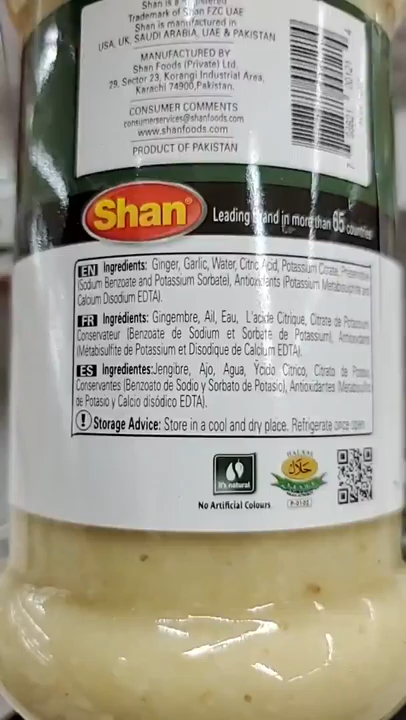 Shan is a Registered
Trademark of Shan FZC UAE
Shan is manufactured in
USA, UK, SAUDI ARABIA, UAE & PAKISTAN
MANUFACTURED BY
Shan Foods (Private) Ltd.
29, Sector 23, Korangi Industrial Area,
Karachi 74900,Pakistan.
CONSUMER COMMENTS
consumerservices@shanfoods.com
www.shanfoods.com
PRODUCT OF PAKISTAN
Shan® Leading Brand in more than 65 countries
EN Ingredients: Ginger, Garlic, Water, Citric Acid, Potassium Citrate,
(Sodium Benzoate and Potassium Sorbate), Antioxidants (Potassium Metabisulphite and
Calcium Disodium EDTA).
FR Ingrédients: Gingembre, Ail, Eau, L'acide Citrique, Citrate de Potassium
Conservateur (Benzoate de Sodium et Sorbate de Potassium), Antioxidants
(Métabisulfite de Potassium et Disodique de Calcium EDTA).
ES Ingredientes:Jengibre, Ajo, Agua, Ýcido Cítrico, Citrato de Potasio
Conservantes (Benzoato de Sodio y Sorbato de Potasio), Antioxidantes
de Potasio y Calcio disódico EDTA).
Storage Advice: Store in a cool and dry place. Refrigerate once open
It's natural
No Artificial Colours
HALAAL
حلال
P-0102